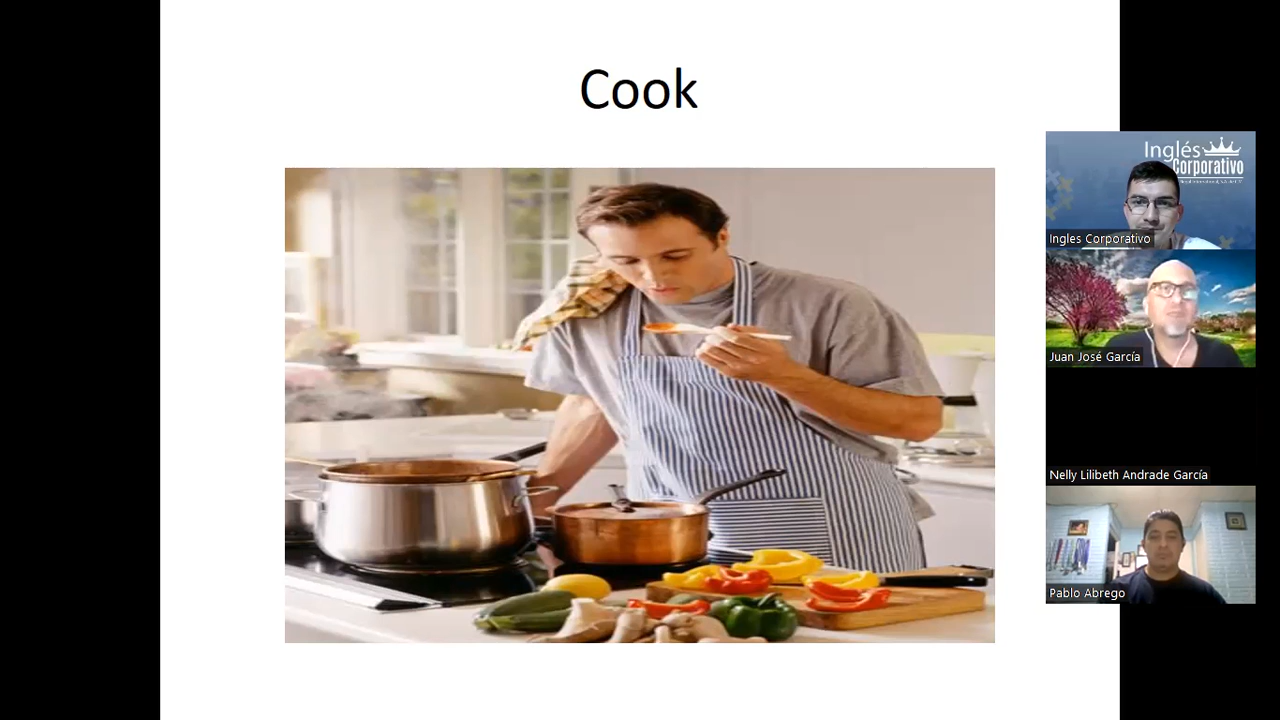 Cook
Inglés
Corporativo
Ingles Corporativo
Juan José García
Nelly Lilibeth Andrade García
Pablo Abrego